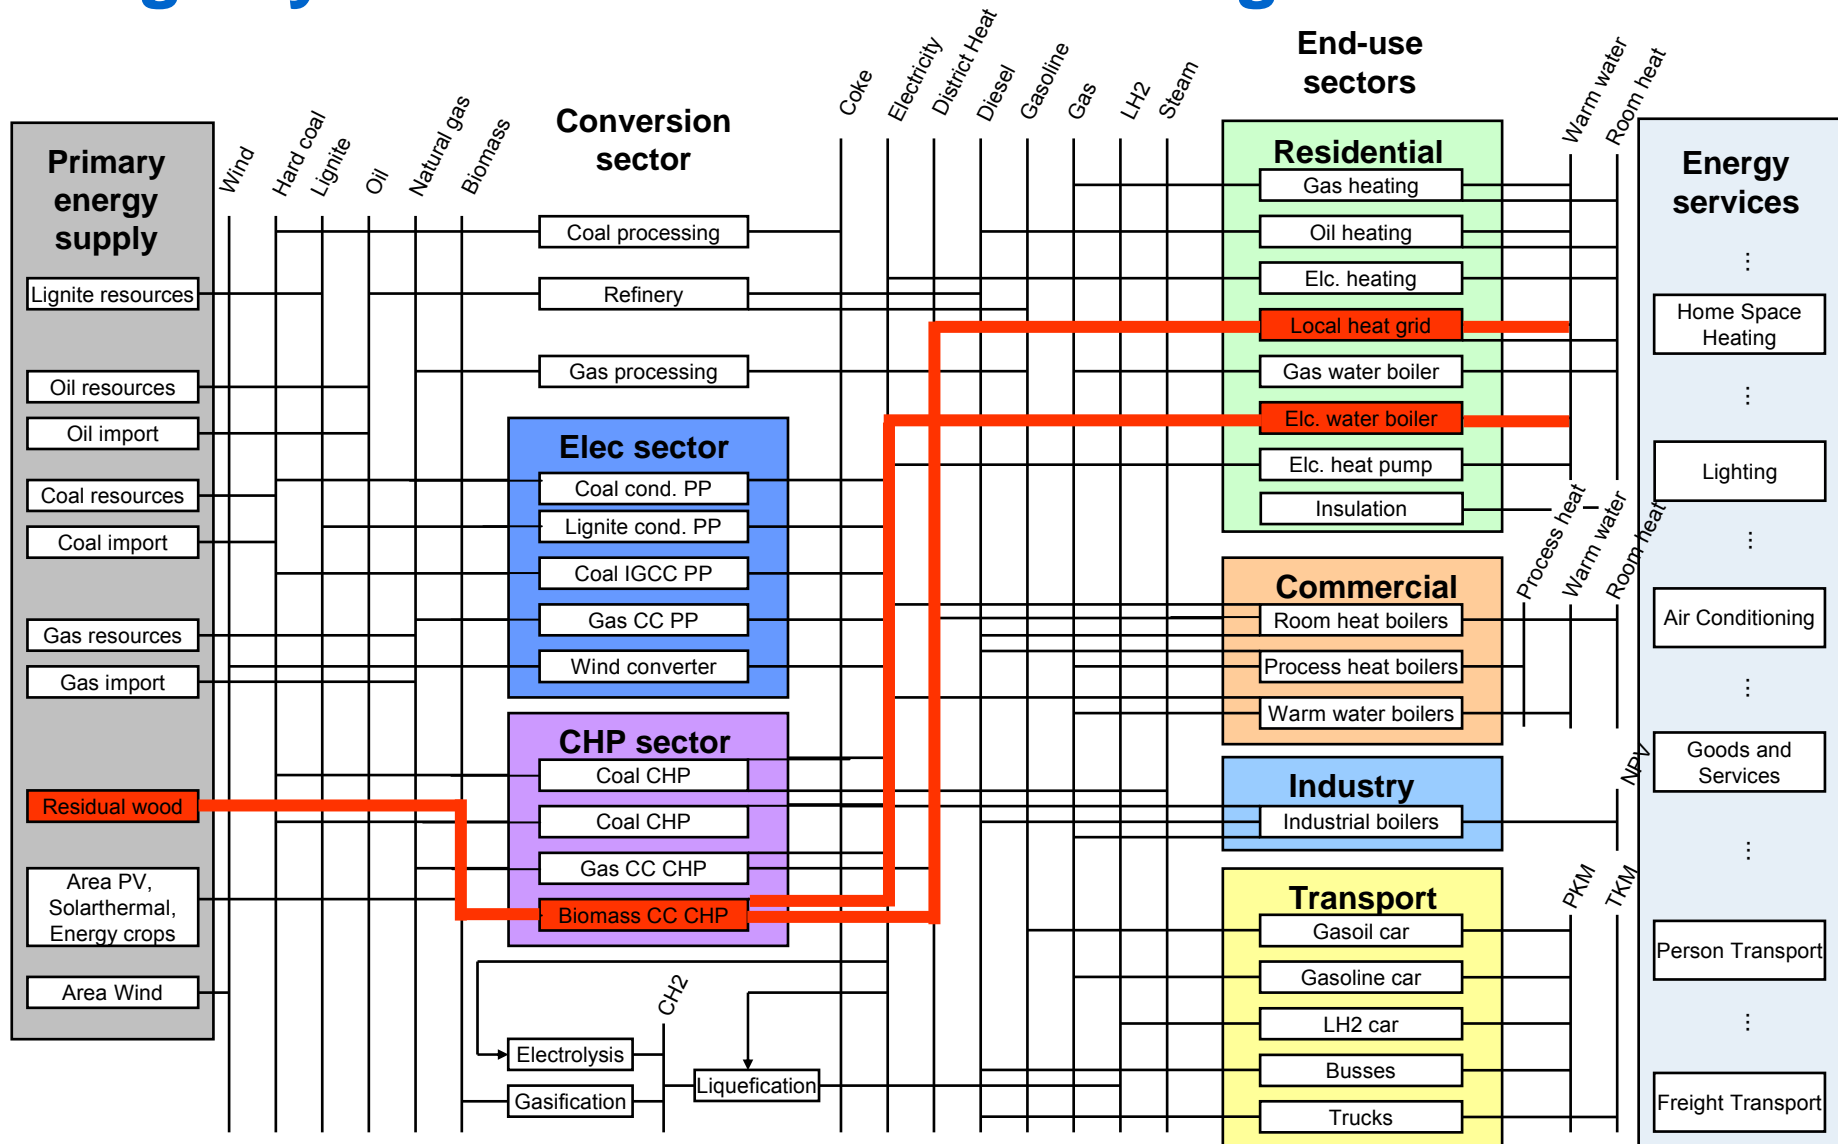 Primary
energy
supply
Lignite resources
Oil resources
Oil import
Coal resources
Coal import
Gas resources
Gas import
Residual wood
Area PV,
Solarthermal,
Energy crops
Area Wind
Wind
Hard coal
Lignite
Oil
Natural gas
Biomass
Conversion
sector
Coal processing
Refinery
Gas processing
Elec sector
Coal cond. PP
Lignite cond. PP
Coal IGCC PP
Gas CC PP
Wind converter
CHP sector
Coal CHP
Coal CHP
Gas CC CHP
Biomass CC CHP
CH2
Electrolysis
Gasification
Liquefication
Coke
Electricity
District Heat
Diesel
Gasoline
Gas
LH2
Steam
End-use
sectors
Residential
Gas heating
Oil heating
Elc. heating
Local heat grid
Gas water boiler
Elc. water boiler
Elc. heat pump
Insulation
Commercial
Room heat boilers
Process heat boilers
Warm water boilers
Industry
Industrial boilers
Transport
Gasoil car
Gasoline car
LH2 car
Busses
Trucks
Warm water
Room heat
Process heat
Warm water
Room heat
NPV
PKM
TKM
Energy
services
...
Home Space
Heating
...
Lighting
...
Air Conditioning
...
Goods and
Services
...
Person Transport
...
Freight Transport